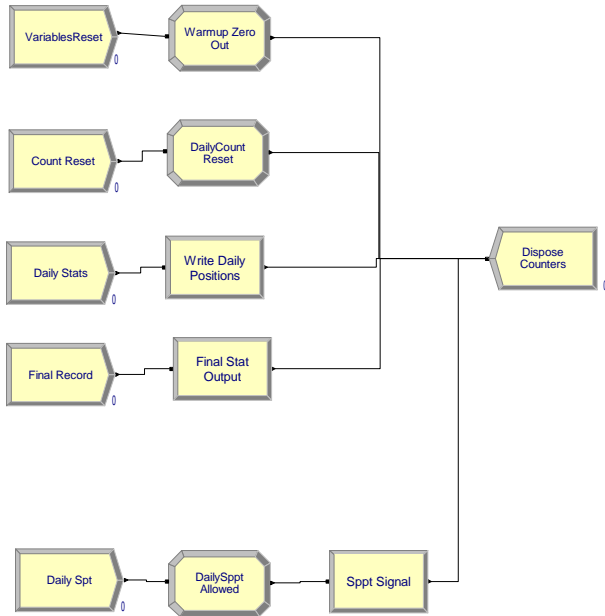 VariablesReset
0
Warmup Zero
Out
Count Reset
0
DailyCount
Reset
Daily Stats
0
Write Daily
Positions
Dispose
Counters
0
Final Record
0
Final Stat
Output
Daily Spt
0
DailySppt
Allowed
Sppt Signal